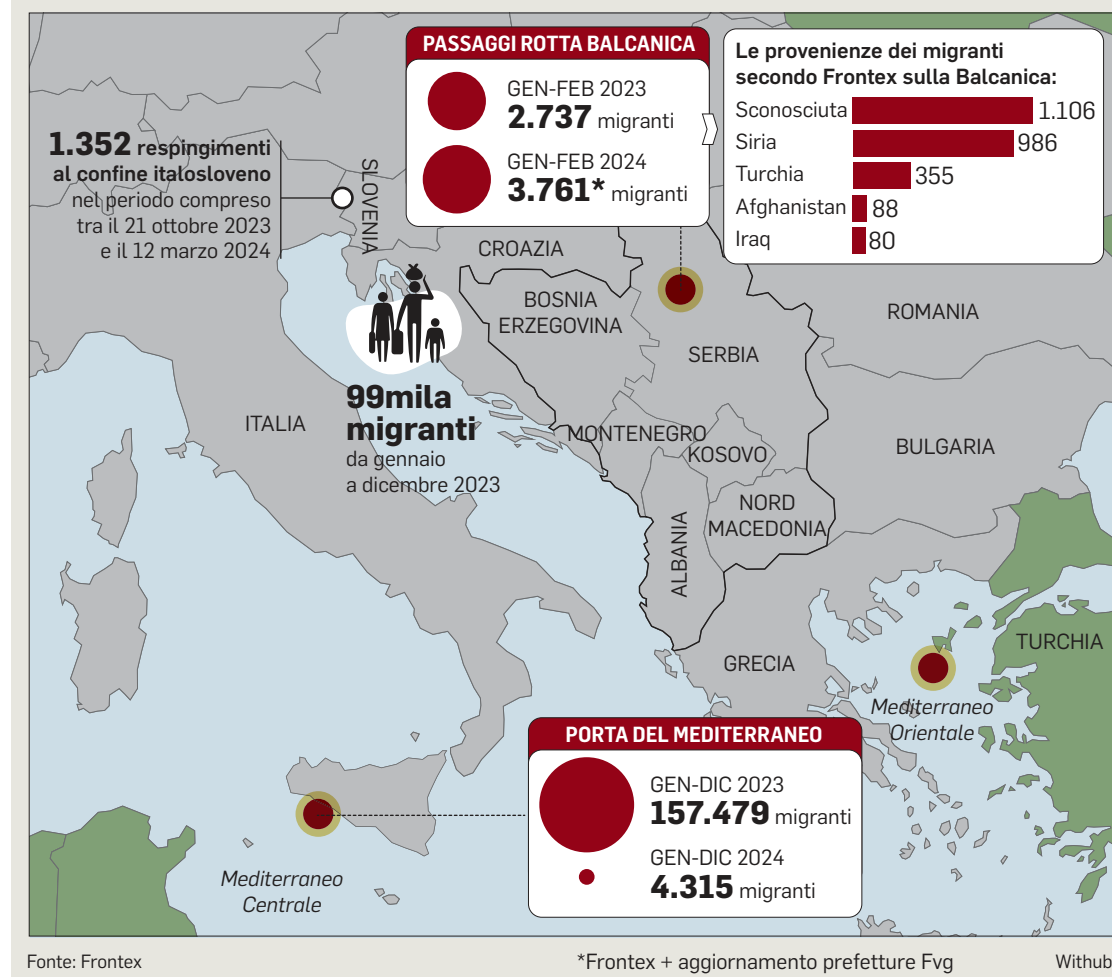 PASSAGGI ROTTA BALCANICA
GEN-FEB 2023
2.737 migranti
GEN-FEB 2024
3.761* migranti
Le provenienze dei migranti
secondo Frontex sulla Balcanica:
Sconosciuta 1.106
Siria 986
Turchia 355
Afghanistan 88
Iraq 80
1.352 respingimenti
al confine italosloveno
nel periodo compreso
tra il 21 ottobre 2023
e il 12 marzo 2024
SLOVENIA
CROAZIA
BOSNIA
ERZEGOVINA
SERBIA
ROMANIA
99mila
migranti
da gennaio
a dicembre 2023
ITALIA
MONTENEGRO
KOSOVO
BULGARIA
NORD
MACEDONIA
ALBANIA
GRECIA
TURCHIA
Mediterraneo
Orientale
PORTA DEL MEDITERRANEO
GEN-DIC 2023
157.479 migranti
GEN-DIC 2024
4.315 migranti
Mediterraneo
Centrale
Fonte: Frontex
*Frontex + aggiornamento prefetture Fvg
Withub